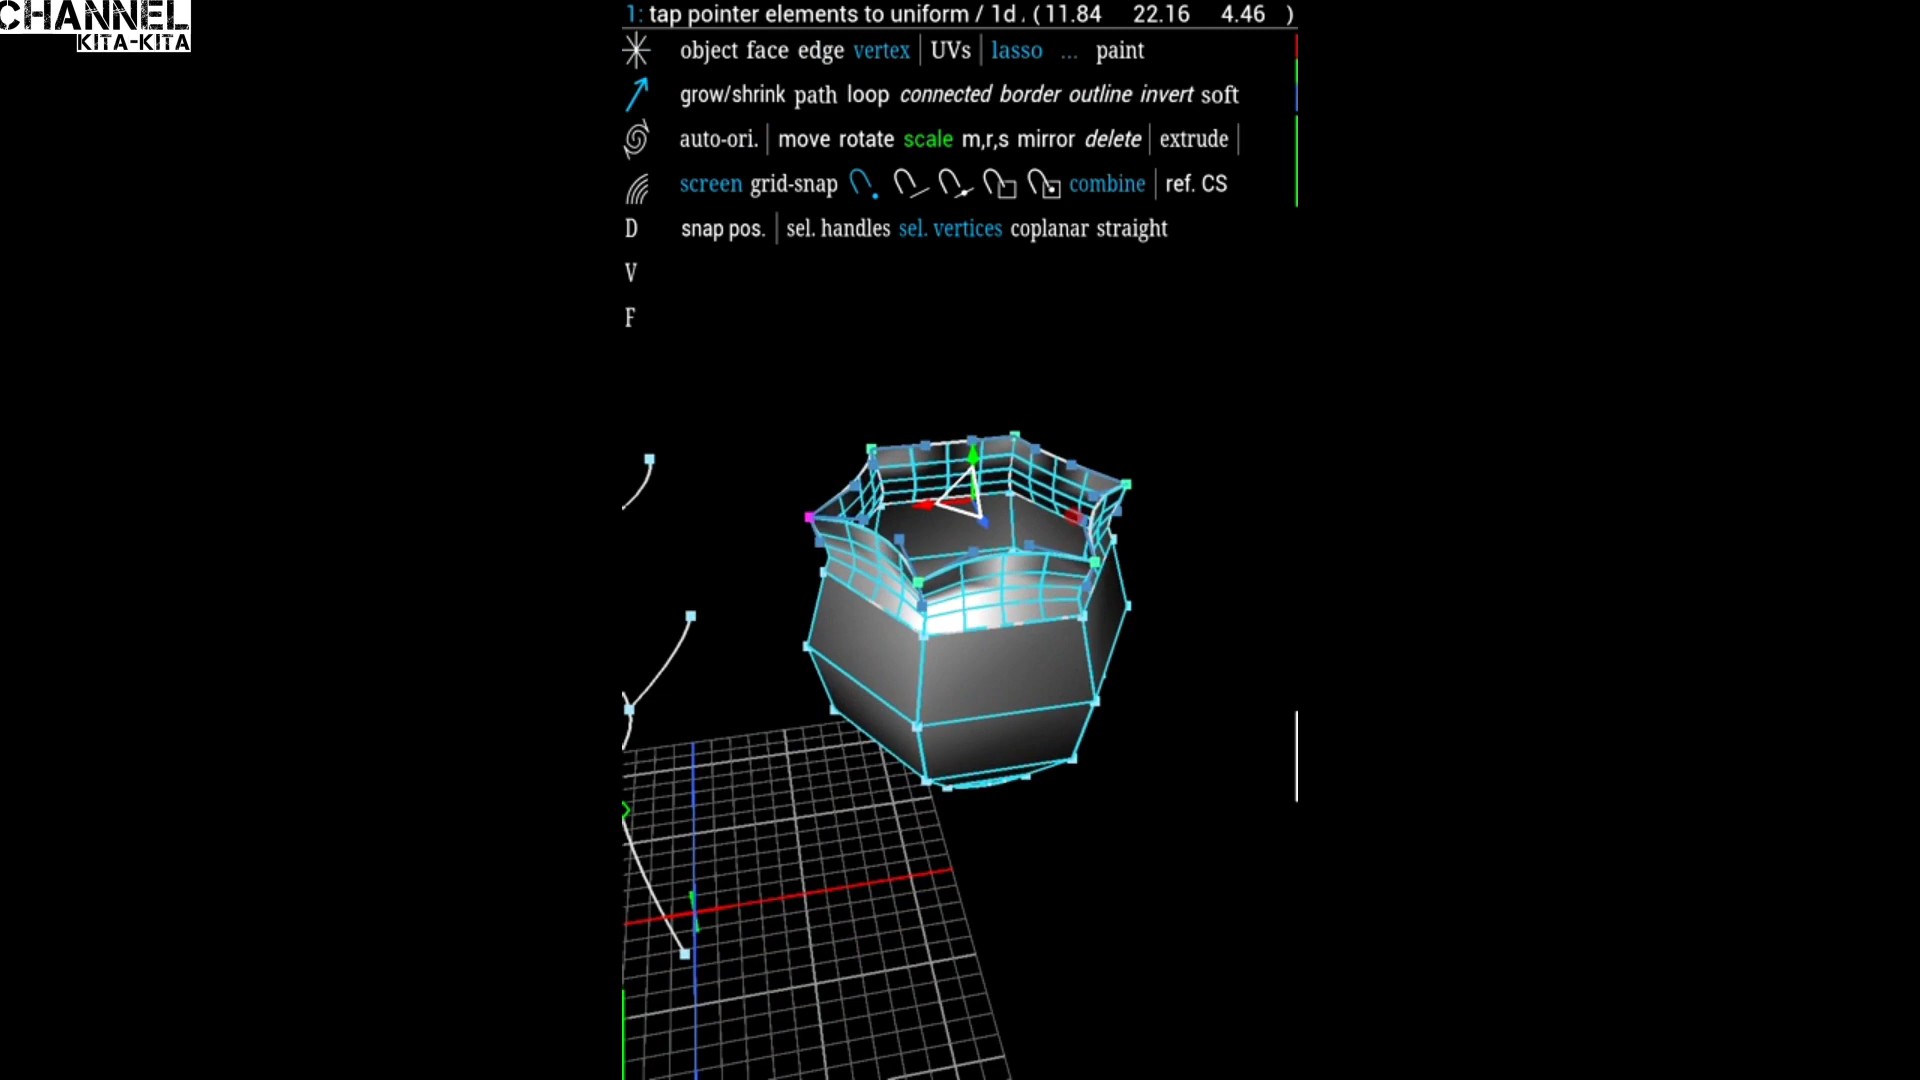 CHANNEL
KITA-KITA
1: tap pointer elements to uniform / 1d . ( 11.84 22.16 4.46 )
object face edge vertex | UVs | lasso ... paint
grow/shrink path loop connected border outline invert soft
auto-ori. | move rotate scale m,r,s mirror delete | extrude |
screen grid-snap combine | ref. CS
D snap pos. | sel. handles sel. vertices coplanar straight
V
F